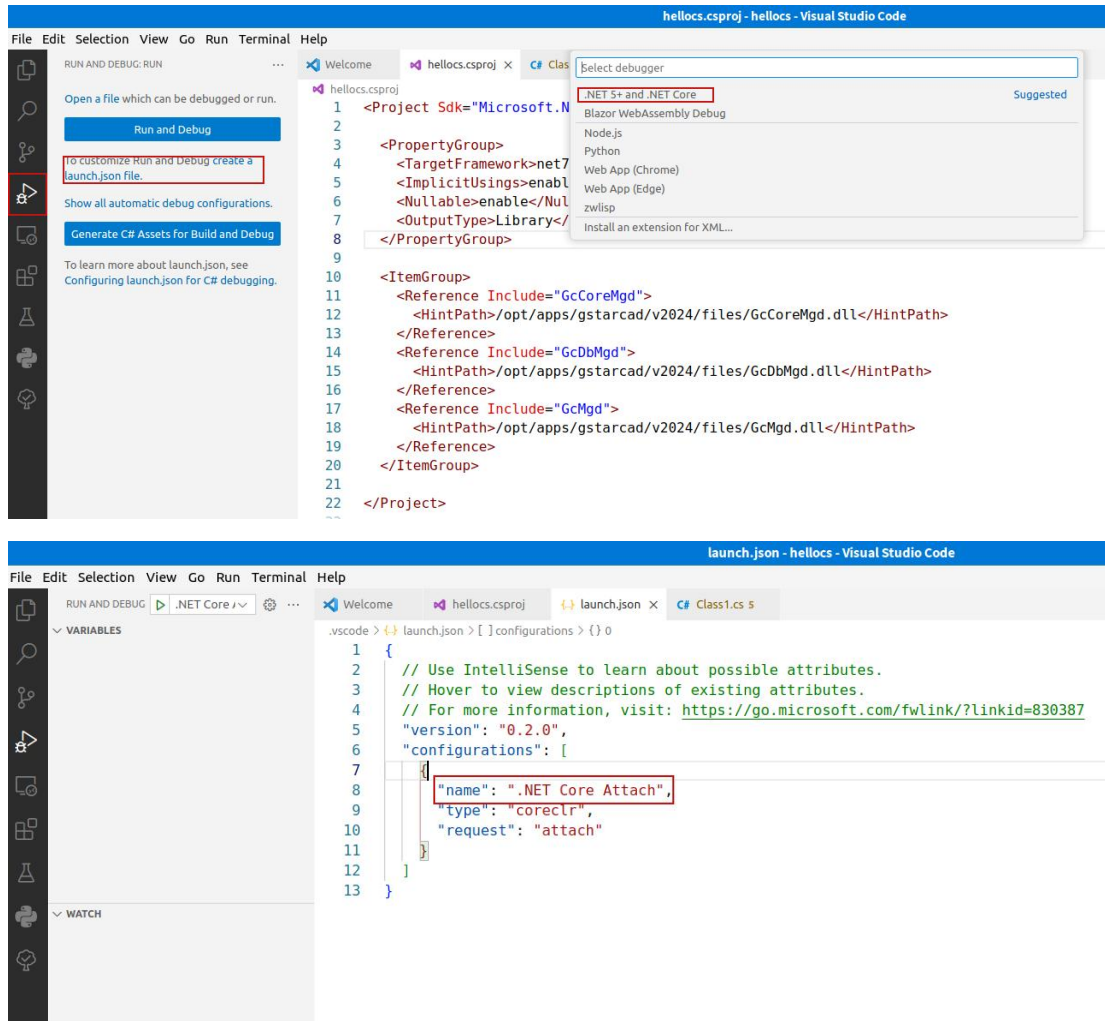 hellocs.csproj - hellocs - Visual Studio Code
File Edit Selection View Go Run Terminal Help
RUN AND DEBUG: RUN ...
Open a file which can be debugged or run.
Run and Debug
To customize Run and Debug create a
launch.json file.
Show all automatic debug configurations.
Generate C# Assets for Build and Debug
To learn more about launch.json, see
Configuring launch.json for C# debugging.
Welcome hellocs.csproj × C# Clas
hellocs.csproj
Select debugger
.NET 5+ and .NET Core Suggested
Blazor WebAssembly Debug
Node.js
Python
Web App (Chrome)
Web App (Edge)
zwlisp
Install an extension for XML...
1 <Project Sdk="Microsoft.N
2
3 <PropertyGroup>
4 <TargetFramework>net7
5 <ImplicitUsings>enabl
6 <Nullable>enable</Nul
7 <OutputType>Library</
8 </PropertyGroup>
9
10 <ItemGroup>
11 <Reference Include="GcCoreMgd">
12 <HintPath>/opt/apps/gstarcad/v2024/files/GcCoreMgd.dll</HintPath>
13 </Reference>
14 <Reference Include="GcDbMgd">
15 <HintPath>/opt/apps/gstarcad/v2024/files/GcDbMgd.dll</HintPath>
16 </Reference>
17 <Reference Include="GcMgd">
18 <HintPath>/opt/apps/gstarcad/v2024/files/GcMgd.dll</HintPath>
19 </Reference>
20 </ItemGroup>
21
22 </Project>
launch.json - hellocs - Visual Studio Code
File Edit Selection View Go Run Terminal Help
RUN AND DEBUG .NET Core ...
VARIABLES
WATCH
Welcome hellocs.csproj launch.json × C# Class1.cs 5
.vscode > launch.json > [ ] configurations > {} 0
1 {
2 // Use IntelliSense to learn about possible attributes.
3 // Hover to view descriptions of existing attributes.
4 // For more information, visit: https://go.microsoft.com/fwlink/?linkid=830387
5 "version": "0.2.0",
6 "configurations": [
7 {
8 "name": ".NET Core Attach",
9 "type": "coreclr",
10 "request": "attach"
11 }
12 ]
13 }